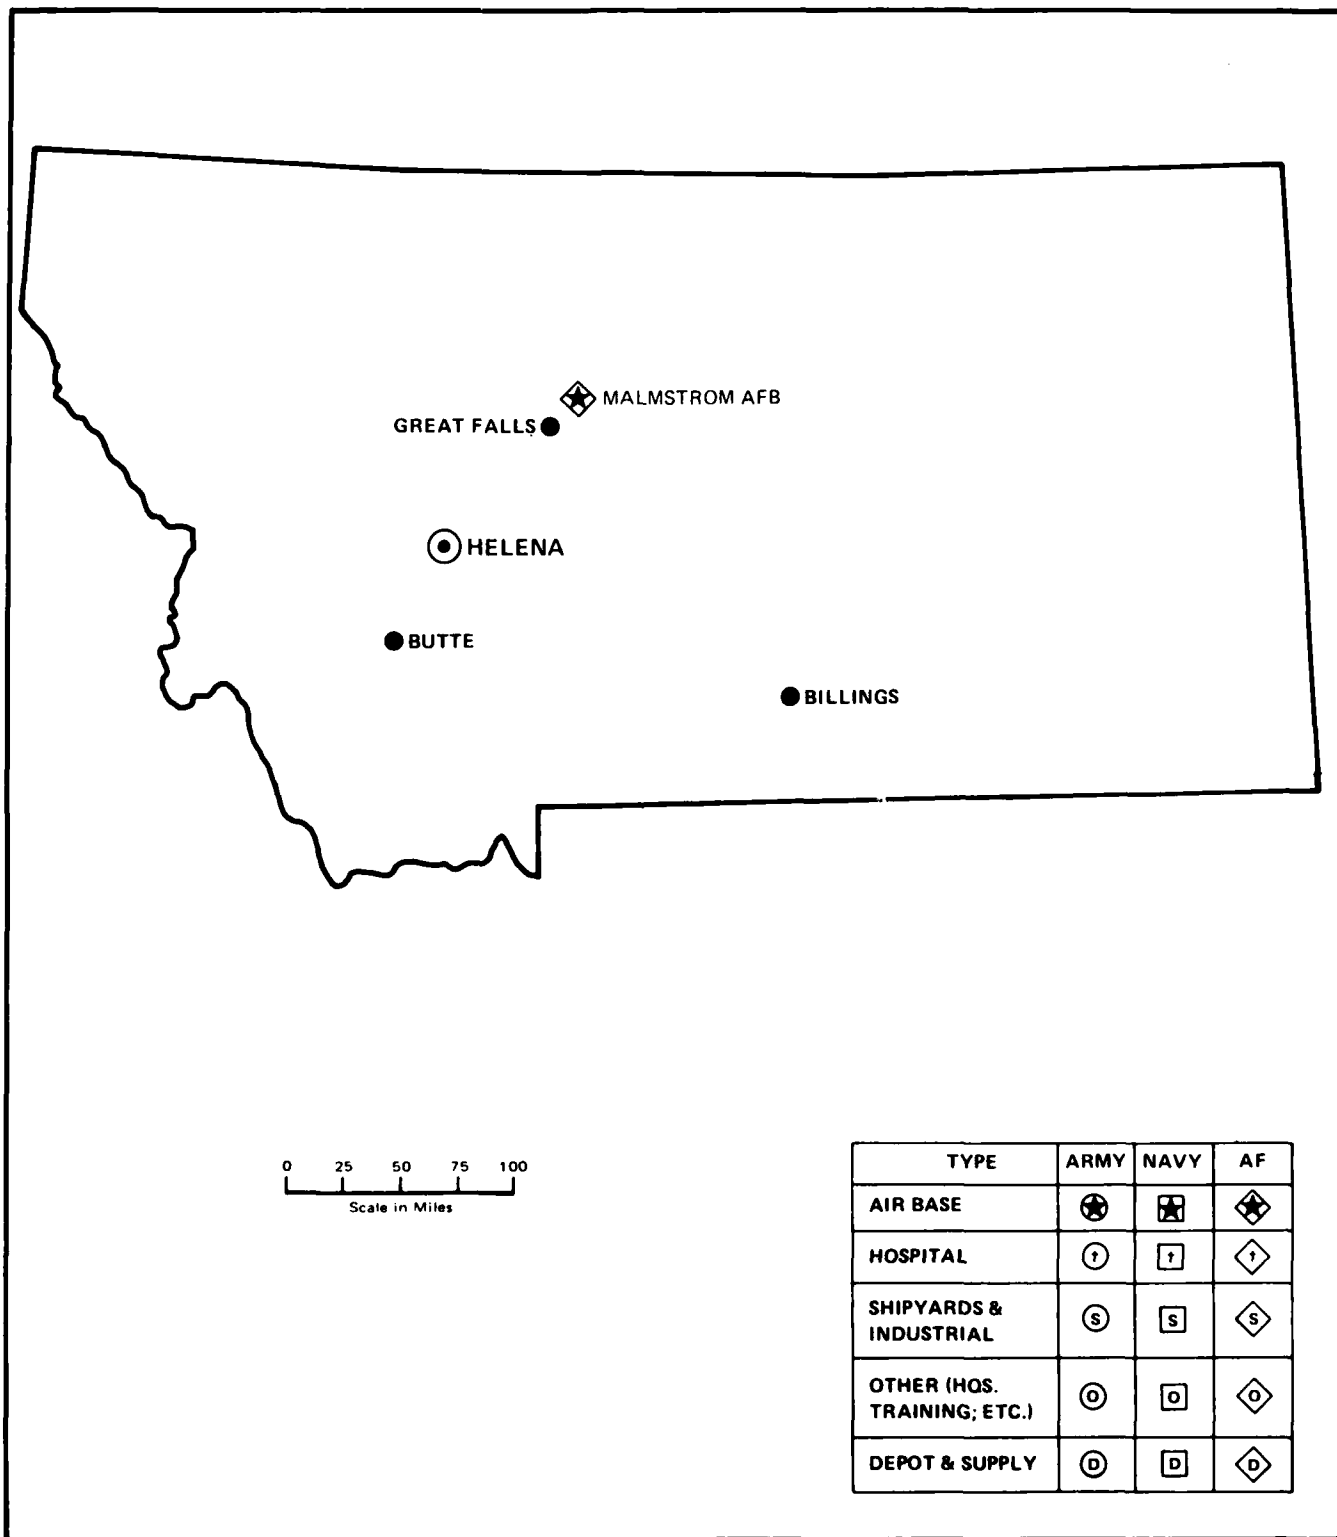 MALMSTROM AFB
GREAT FALLS
HELENA
BUTTE
BILLINGS
0 25 50 75 100
Scale in Miles
TYPE ARMY NAVY AF
AIR BASE
HOSPITAL † † †
SHIPYARDS &
INDUSTRIAL S S S
OTHER (HQS.
TRAINING; ETC.) O O O
DEPOT & SUPPLY D D D